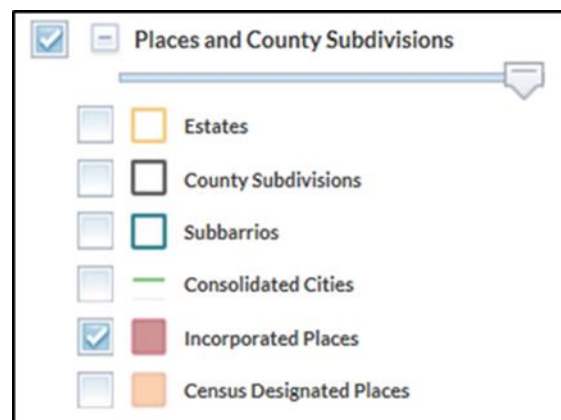 Places and County Subdivisions
Estates
County Subdivisions
Subbarrios
Consolidated Cities
Incorporated Places
Census Designated Places